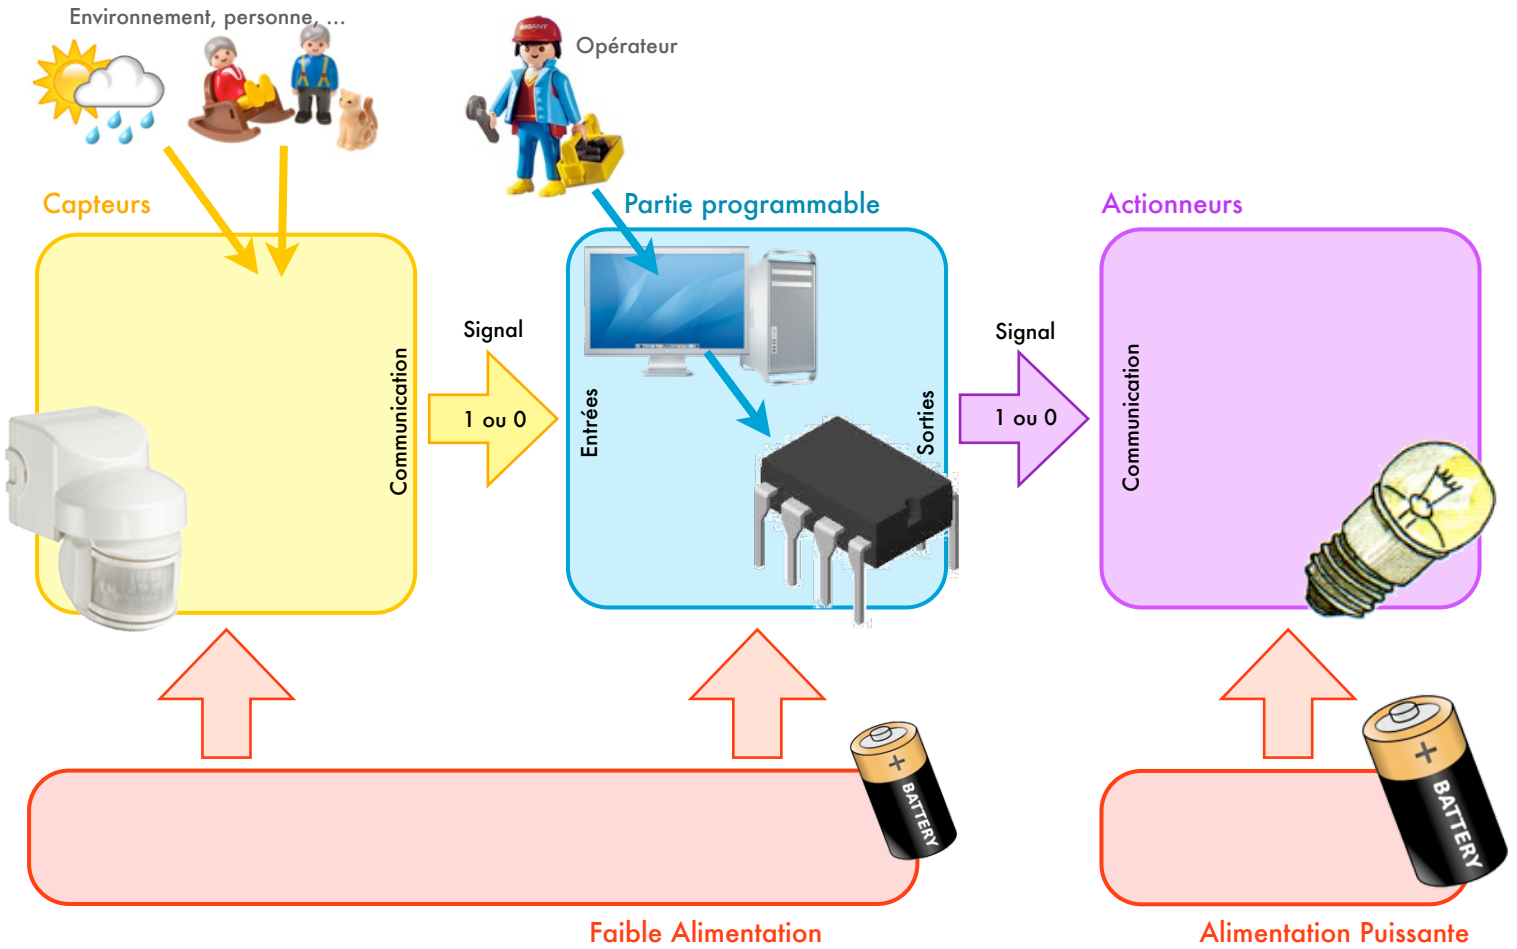 Environnement, personne, ...
Opérateur
Capteurs
Partie programmable
Actionneurs
Signal
1 ou 0
Communication
Entrées
Sorties
Signal
1 ou 0
Communication
BATTERY
BATTERY
Faible Alimentation
Alimentation Puissante